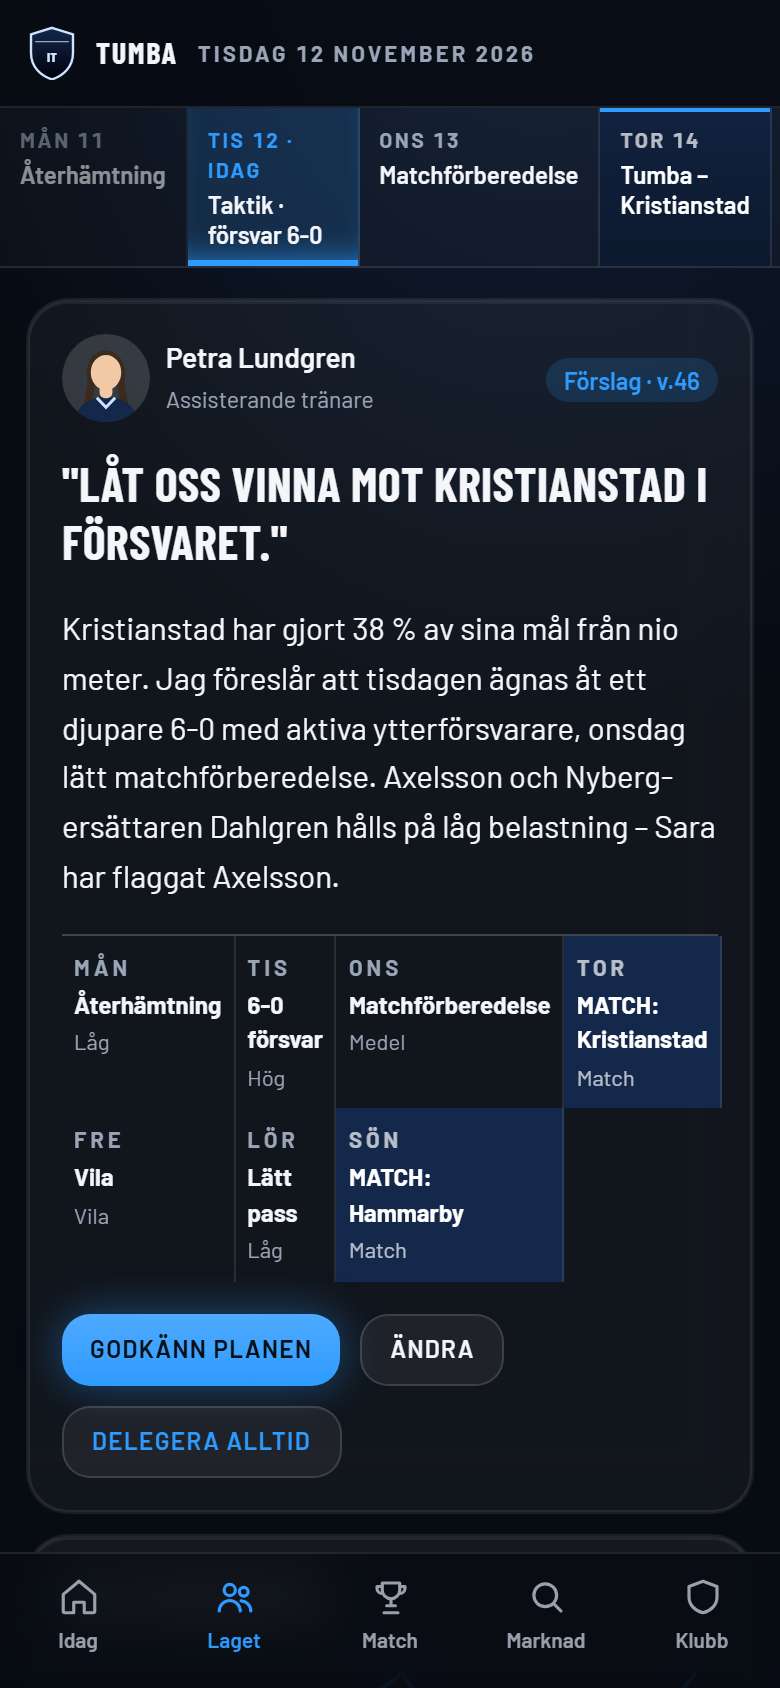 IT
TUMBA TISDAG 12 NOVEMBER 2026
MÅN 11
Återhämtning
TIS 12 ·
IDAG
Taktik ·
försvar 6-0
ONS 13
Matchförberedelse
TOR 14
Tumba –
Kristianstad
Petra Lundgren
Assisterande tränare
Förslag · v.46
"LÅT OSS VINNA MOT KRISTIANSTAD I
FÖRSVARET."
Kristianstad har gjort 38 % av sina mål från nio
meter. Jag föreslår att tisdagen ägnas åt ett
djupare 6-0 med aktiva ytterförsvarare, onsdag
lätt matchförberedelse. Axelsson och Nyberg-
ersättaren Dahlgren hålls på låg belastning – Sara
har flaggat Axelsson.
MÅN
Återhämtning
Låg
TIS
6-0
försvar
Hög
ONS
Matchförberedelse
Medel
TOR
MATCH:
Kristianstad
Match
FRE
Vila
Vila
LÖR
Lätt
pass
Låg
SÖN
MATCH:
Hammarby
Match
GODKÄNN PLANEN
ÄNDRA
DELEGERA ALLTID
Idag
Laget
Match
Marknad
Klubb